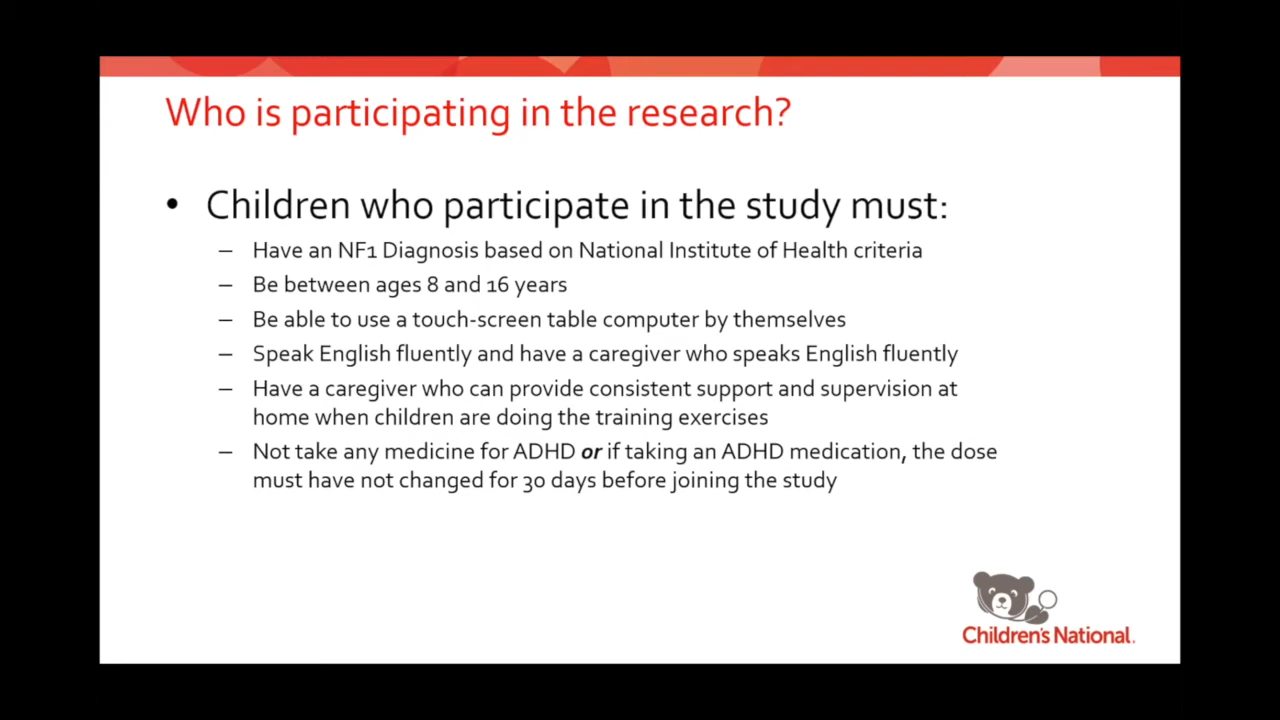 Who is participating in the research?
• Children who participate in the study must:
– Have an NF1 Diagnosis based on National Institute of Health criteria
– Be between ages 8 and 16 years
– Be able to use a touch-screen table computer by themselves
– Speak English fluently and have a caregiver who speaks English fluently
– Have a caregiver who can provide consistent support and supervision at
home when children are doing the training exercises
– Not take any medicine for ADHD or if taking an ADHD medication, the dose
must have not changed for 30 days before joining the study
Children's National.